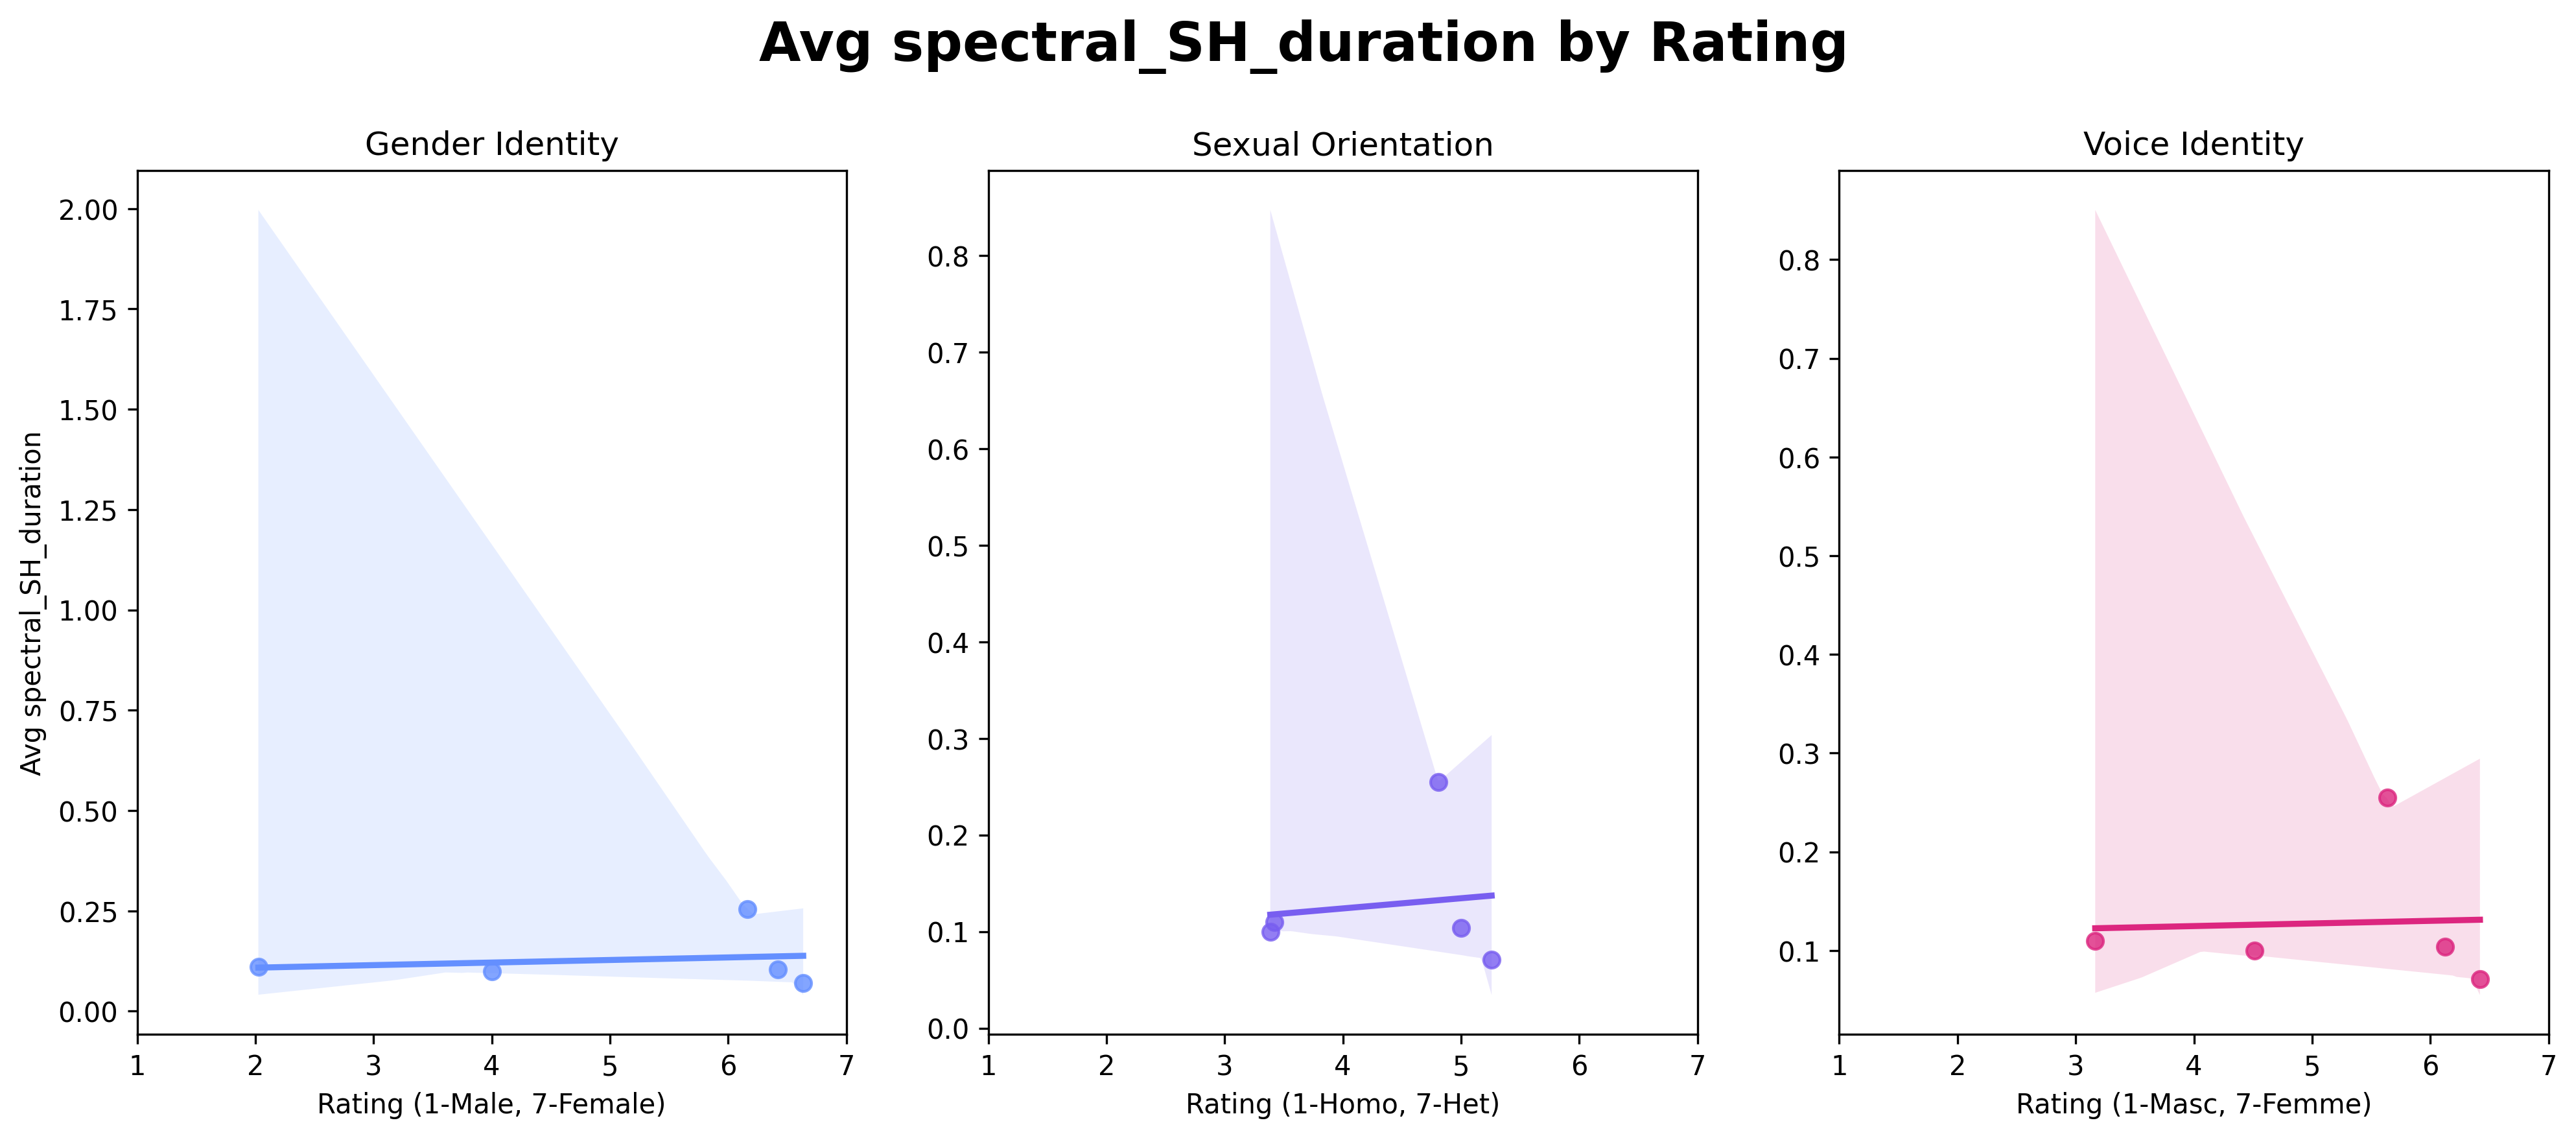 Avg spectral_SH_duration by Rating
Gender Identity
Sexual Orientation
Voice Identity
Avg spectral_SH_duration
2.00
1.75
1.50
1.25
1.00
0.75
0.50
0.25
0.00
1 2 3 4 5 6 7
Rating (1-Male, 7-Female)
0.8
0.7
0.6
0.5
0.4
0.3
0.2
0.1
0.0
1 2 3 4 5 6 7
Rating (1-Homo, 7-Het)
0.8
0.7
0.6
0.5
0.4
0.3
0.2
0.1
1 2 3 4 5 6 7
Rating (1-Masc, 7-Femme)